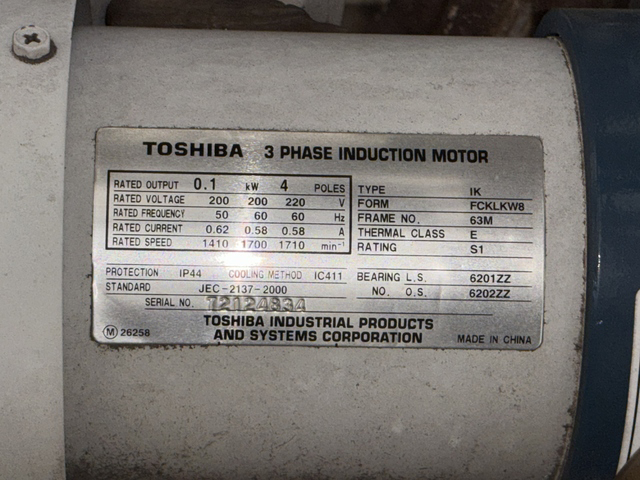 TOSHIBA 3 PHASE INDUCTION MOTOR
RATED OUTPUT 0.1 kW 4 POLES
RATED VOLTAGE 200 200 220 V
RATED FREQUENCY 50 60 60 Hz
RATED CURRENT 0.62 0.58 0.58 A
RATED SPEED 1410 1700 1710 min⁻¹
TYPE IK
FORM FCKLKW8
FRAME NO. 63M
THERMAL CLASS E
RATING S1
PROTECTION IP44 COOLING METHOD IC411
STANDARD JEC-2137-2000
SERIAL NO. 12124834
BEARING L.S. 6201ZZ
NO. O.S. 6202ZZ
TOSHIBA INDUSTRIAL PRODUCTS
AND SYSTEMS CORPORATION
M 26258
MADE IN CHINA